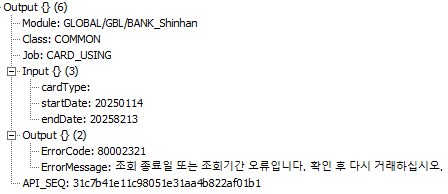 Output {} (6)
Module: GLOBAL/GBL/BANK_Shinhan
Class: COMMON
Job: CARD_USING
Input {} (3)
cardType:
startDate: 20250114
endDate: 20258213
Output {} (2)
ErrorCode: 80002321
ErrorMessage: 조회 종료일 또는 조회기간 오류입니다. 확인 후 다시 거래하십시오.
API_SEQ: 31c7b41e11c98051e31aa4b822af01b1